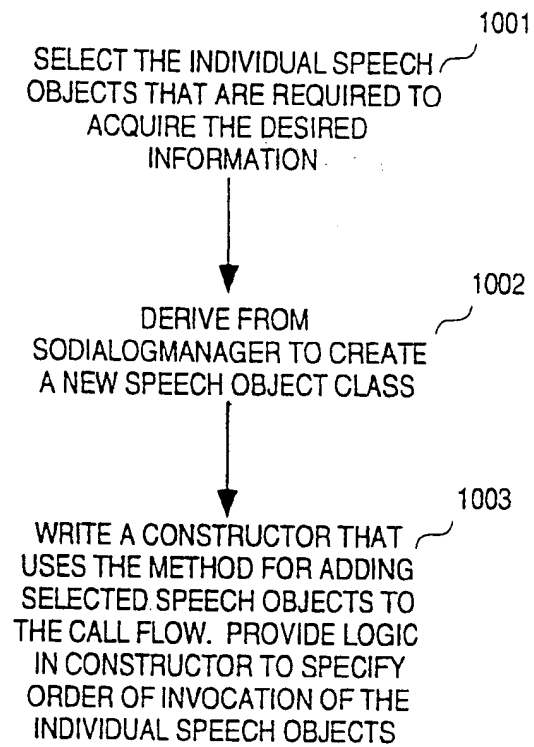 1001
SELECT THE INDIVIDUAL SPEECH
OBJECTS THAT ARE REQUIRED TO
ACQUIRE THE DESIRED
INFORMATION
1002
DERIVE FROM
SODIALOGMANAGER TO CREATE
A NEW SPEECH OBJECT CLASS
1003
WRITE A CONSTRUCTOR THAT
USES THE METHOD FOR ADDING
SELECTED SPEECH OBJECTS TO
THE CALL FLOW. PROVIDE LOGIC
IN CONSTRUCTOR TO SPECIFY
ORDER OF INVOCATION OF THE
INDIVIDUAL SPEECH OBJECTS